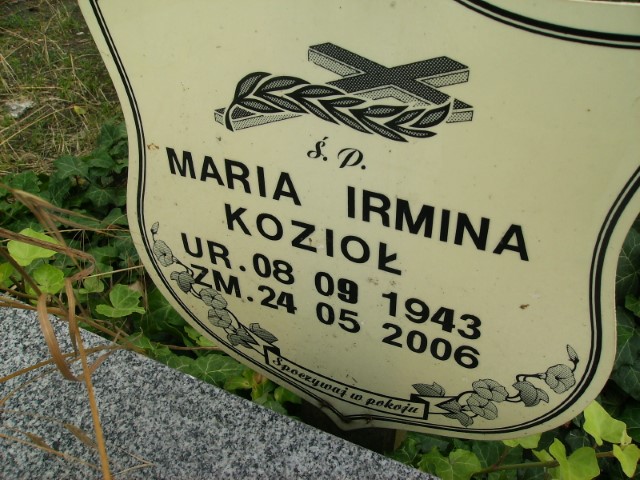 Ś. P.
MARIA IRMINA
KOZIOŁ
UR. 08 09 1943
ZM. 24 05 2006
Spoczywaj w pokoju